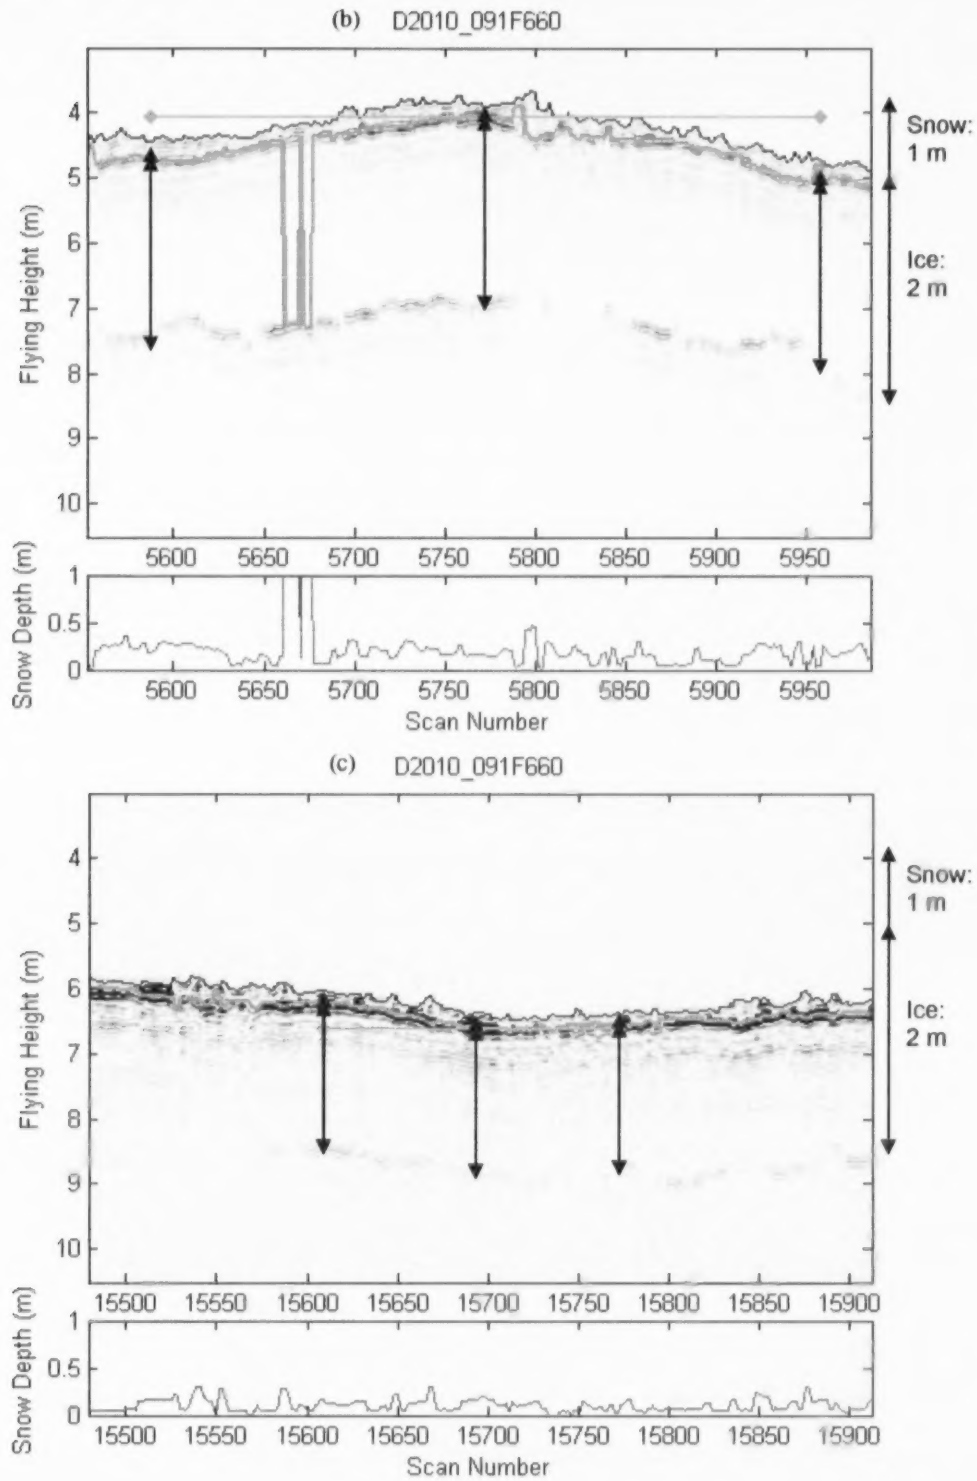 (b) D2010_091F660
4
5
6
7
8
9
10
Flying Height (m)
Snow:
1 m
Ice:
2 m
5600 5650 5700 5750 5800 5850 5900 5950
1
0.5
0
Snow Depth (m)
5600 5650 5700 5750 5800 5850 5900 5950
Scan Number
(c) D2010_091F660
4
5
6
7
8
9
10
Flying Height (m)
Snow:
1 m
Ice:
2 m
15500 15550 15600 15650 15700 15750 15800 15850 15900
1
0.5
0
Snow Depth (m)
15500 15550 15600 15650 15700 15750 15800 15850 15900
Scan Number